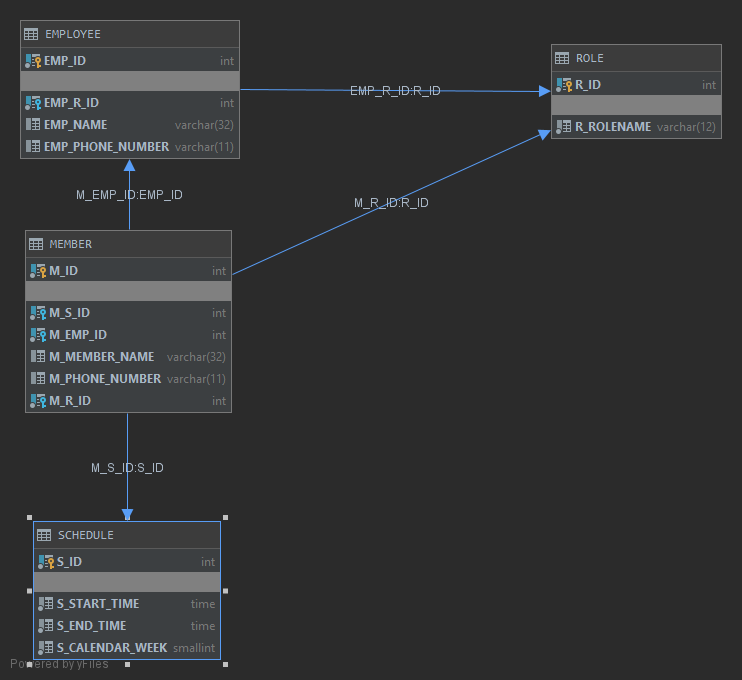 EMPLOYEE
EMP_ID int
EMP_R_ID int
EMP_NAME varchar(32)
EMP_PHONE_NUMBER varchar(11)
ROLE
R_ID int
R_ROLENAME varchar(12)
EMP_R_ID:R_ID
M_EMP_ID:EMP_ID
M_R_ID:R_ID
MEMBER
M_ID int
M_S_ID int
M_EMP_ID int
M_MEMBER_NAME varchar(32)
M_PHONE_NUMBER varchar(11)
M_R_ID int
M_S_ID:S_ID
SCHEDULE
S_ID int
S_START_TIME time
S_END_TIME time
S_CALENDAR_WEEK smallint
Powered by yFiles